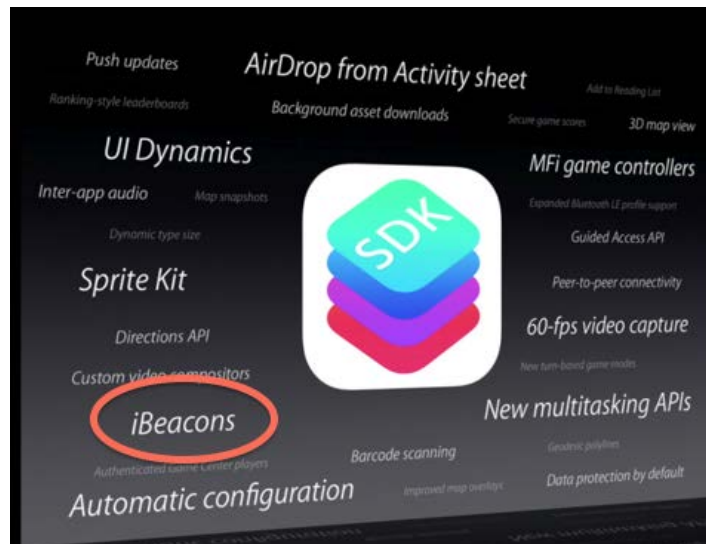 Push updates
AirDrop from Activity sheet
Add to Reading List
Ranking-style leaderboards
Background asset downloads
Secure game scores
3D map view
UI Dynamics
MFi game controllers
Inter-app audio
Map snapshots
Expanded Bluetooth LE profile support
Dynamic type size
Guided Access API
SDK
Sprite Kit
Peer-to-peer connectivity
Directions API
60-fps video capture
Custom video compositors
New turn-based game modes
iBeacons
New multitasking APIs
Authenticated Game Center players
Barcode scanning
Geodesic polylines
Automatic configuration
Improved map overlays
Data protection by default